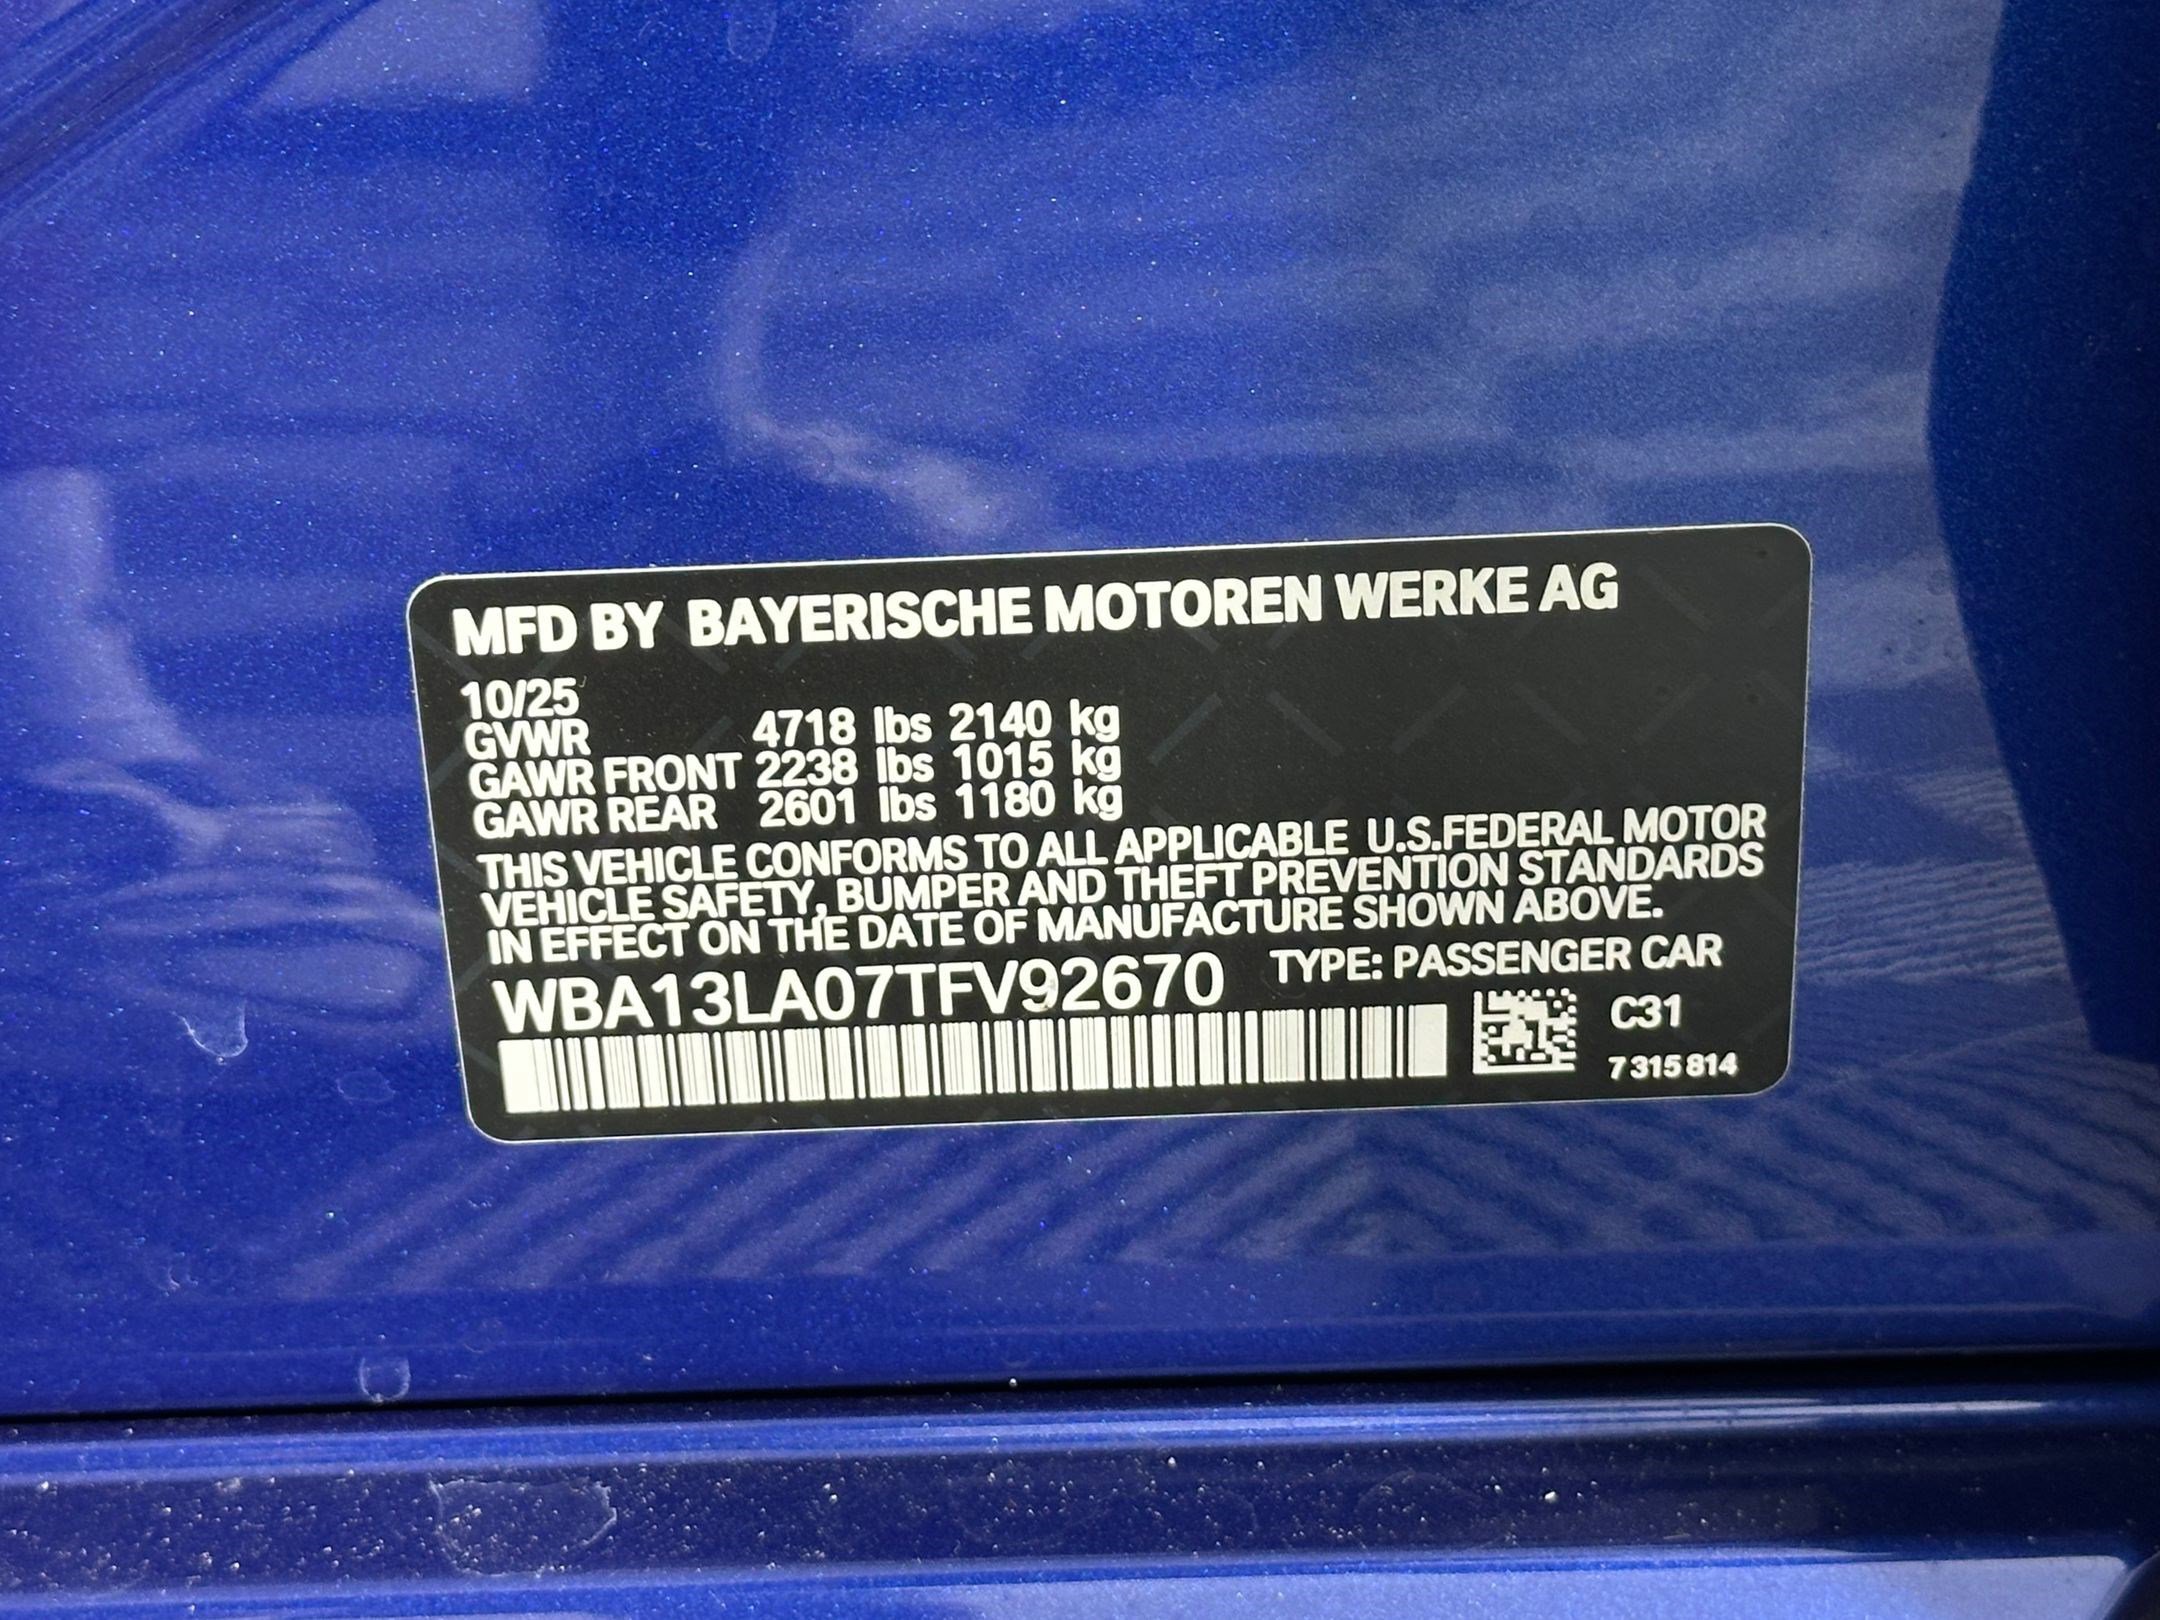 MFD BY BAYERISCHE MOTOREN WERKE AG
10/25
GVWR 4718 lbs 2140 kg
GAWR FRONT 2238 lbs 1015 kg
GAWR REAR 2601 lbs 1180 kg
THIS VEHICLE CONFORMS TO ALL APPLICABLE U.S.FEDERAL MOTOR
VEHICLE SAFETY, BUMPER AND THEFT PREVENTION STANDARDS
IN EFFECT ON THE DATE OF MANUFACTURE SHOWN ABOVE.
WBA13LA07TFV92670 TYPE: PASSENGER CAR
C31
7 315 814